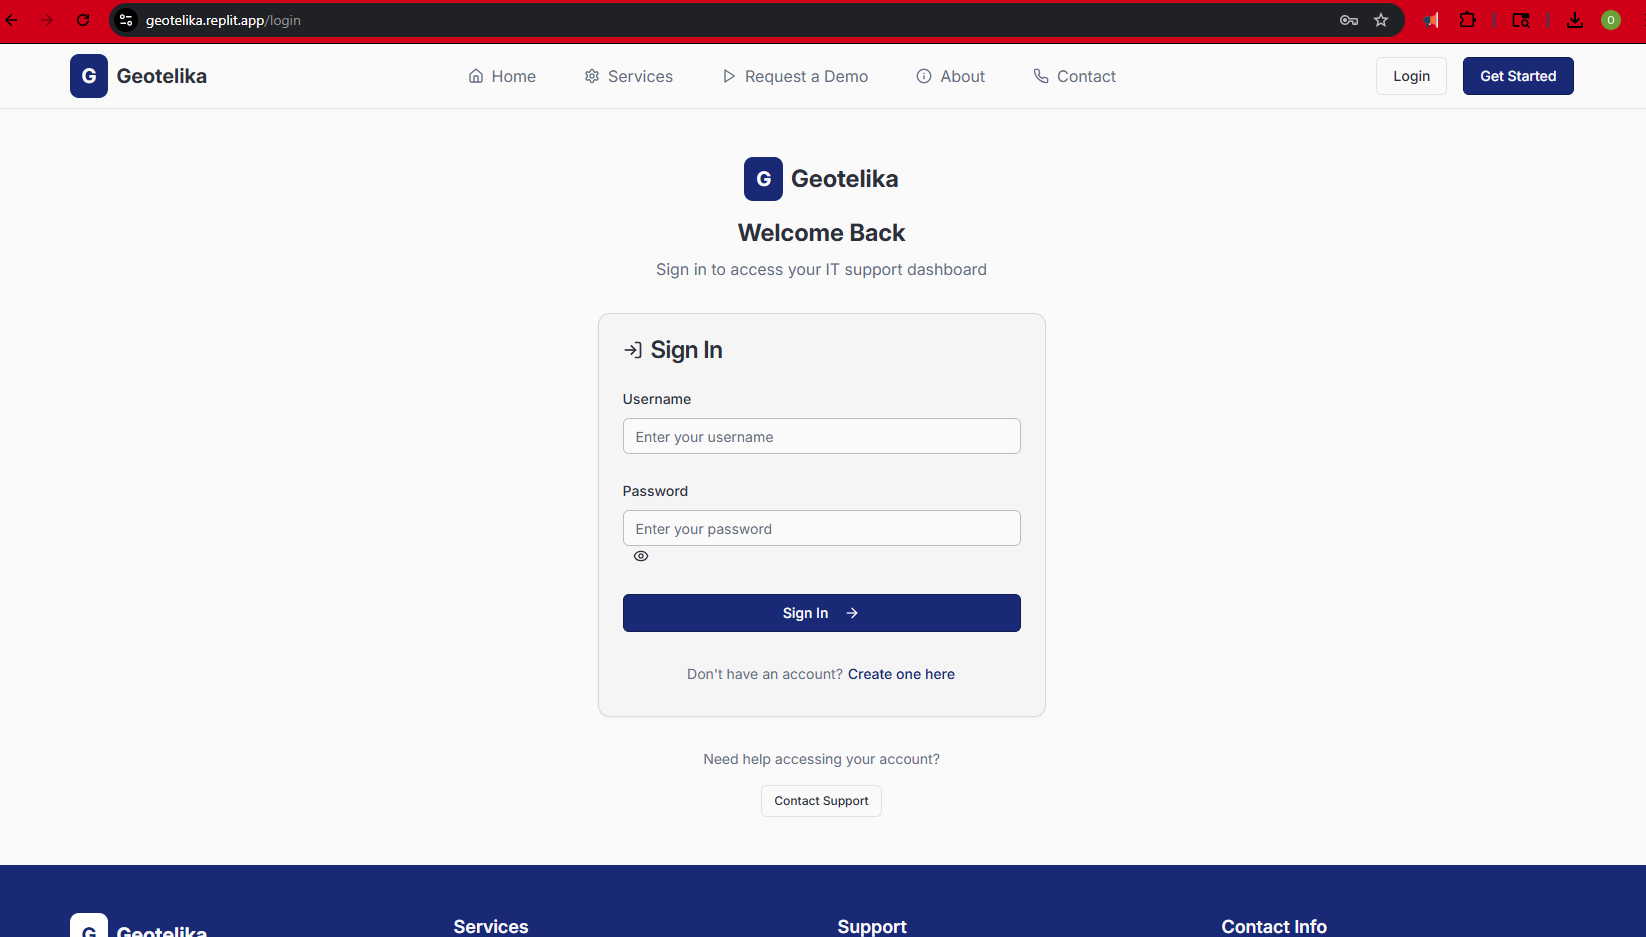 geotelika.replit.app/login
O
G Geotelika
Home Services Request a Demo About Contact
Login Get Started
G Geotelika
Welcome Back
Sign in to access your IT support dashboard
Sign In
Username
Enter your username
Password
Enter your password
Sign In
Don't have an account? Create one here
Need help accessing your account?
Contact Support
G Geotelika Services Support Contact Info